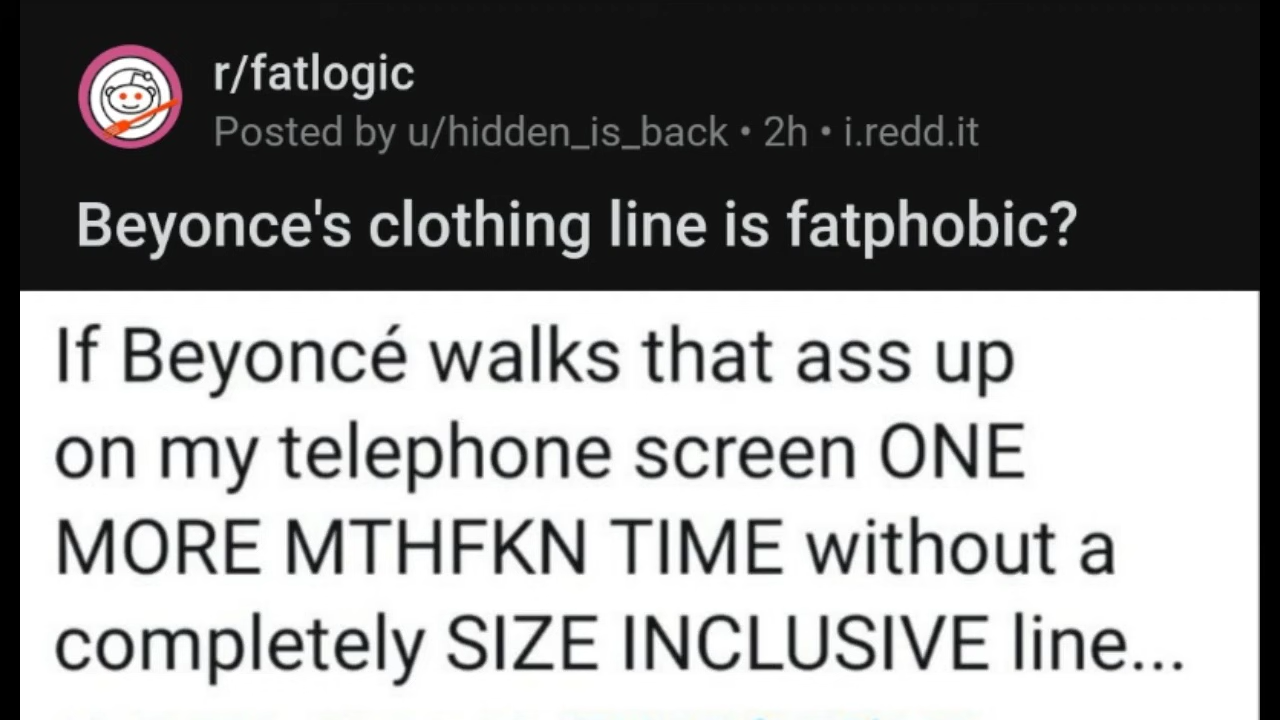 r/fatlogic
Posted by u/hidden_is_back • 2h • i.redd.it
Beyonce's clothing line is fatphobic?
If Beyoncé walks that ass up
on my telephone screen ONE
MORE MTHFKN TIME without a
completely SIZE INCLUSIVE line...